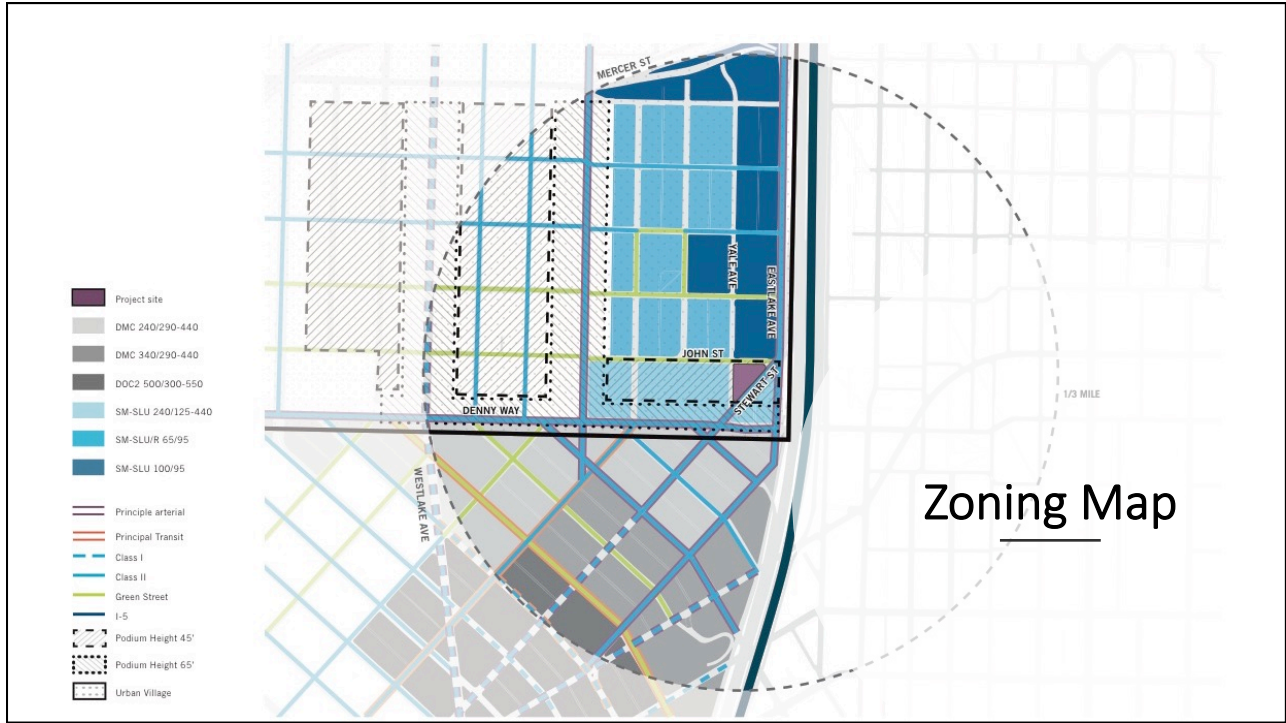 MERCER ST
YALE AVE
EASTLAKE AVE
JOHN ST
STEWART ST
DENNY WAY
WESTLAKE AVE
1/3 MILE
Project site
DMC 240/290-440
DMC 340/290-440
DOC2 500/300-550
SM-SLU 240/125-440
SM-SLU/R 65/95
SM-SLU 100/95
Principle arterial
Principal Transit
Class I
Class II
Green Street
I-5
Podium Height 45'
Podium Height 65'
Urban Village
Zoning Map